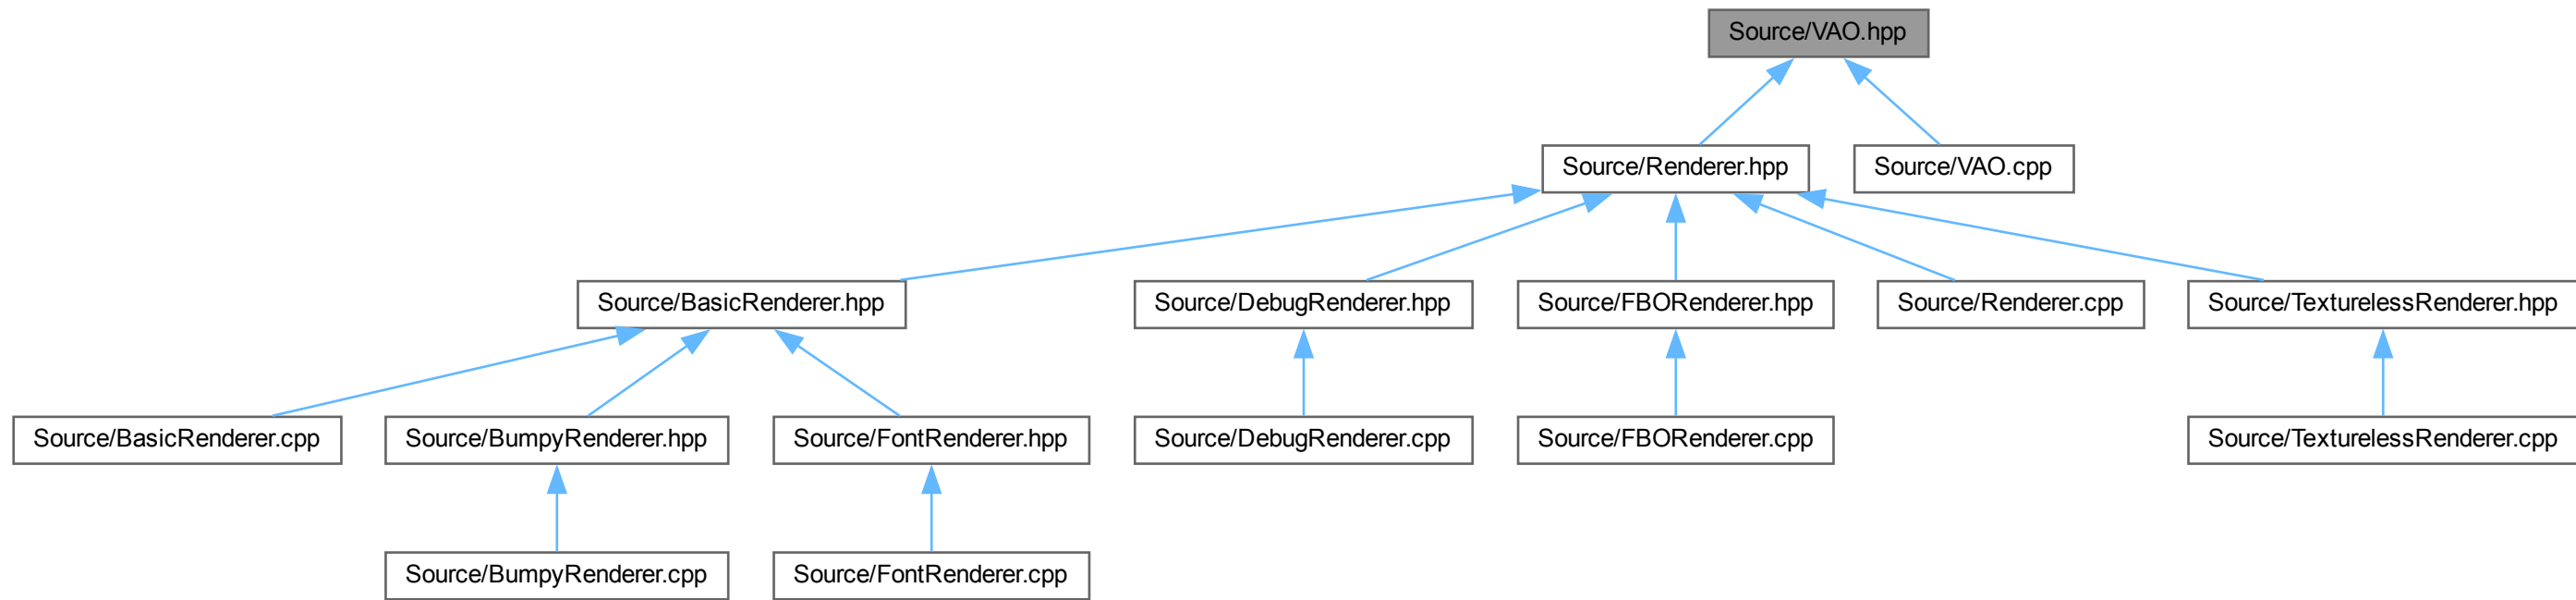 Source/VAO.hpp
Source/Renderer.hpp
Source/VAO.cpp
Source/BasicRenderer.hpp
Source/DebugRenderer.hpp
Source/FBORenderer.hpp
Source/Renderer.cpp
Source/TexturelessRenderer.hpp
Source/BasicRenderer.cpp
Source/BumpyRenderer.hpp
Source/FontRenderer.hpp
Source/DebugRenderer.cpp
Source/FBORenderer.cpp
Source/TexturelessRenderer.cpp
Source/BumpyRenderer.cpp
Source/FontRenderer.cpp